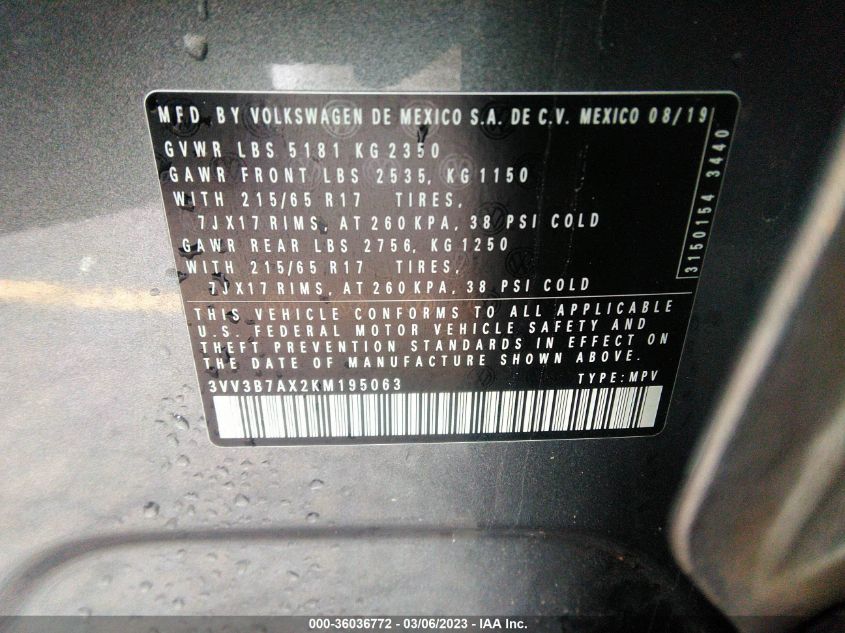 MFD. BY VOLKSWAGEN DE MEXICO S.A. DE C.V. MEXICO 08/19
GVWR LBS 5181 KG 2350
GAWR FRONT LBS 2535, KG 1150
WITH 215/65 R17 TIRES,
7JX17 RIMS, AT 260 KPA, 38 PSI COLD
GAWR REAR LBS 2756, KG 1250
WITH 215/65 R17 TIRES,
7JX17 RIMS, AT 260 KPA, 38 PSI COLD
3150154 3440
THIS VEHICLE CONFORMS TO ALL APPLICABLE
U.S. FEDERAL MOTOR VEHICLE SAFETY AND
THEFT PREVENTION STANDARDS IN EFFECT ON
THE DATE OF MANUFACTURE SHOWN ABOVE.
3VV3B7AX2KM195063 TYPE:MPV
000-36036772 — 03/06/2023 — IAA Inc.